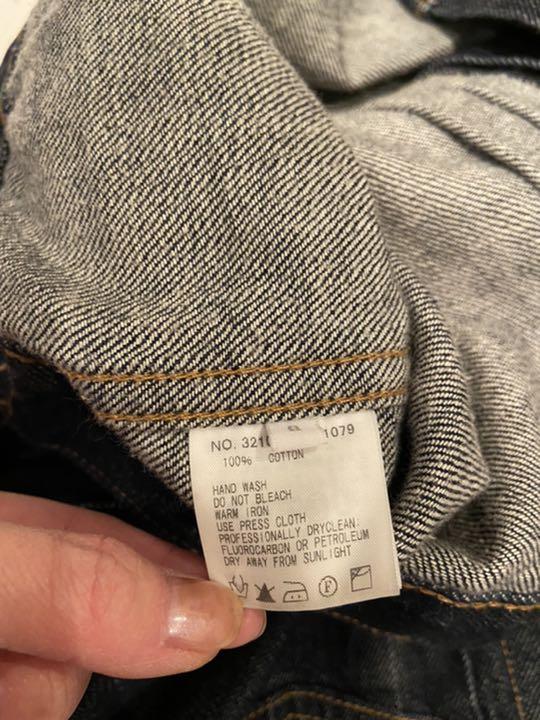 NO. 321 1079
100% COTTON
HAND WASH
DO NOT BLEACH
WARM IRON
USE PRESS CLOTH
PROFESSIONALLY DRYCLEAN:
FLUOROCARBON OR PETROLEUM
DRY AWAY FROM SUNLIGHT
F